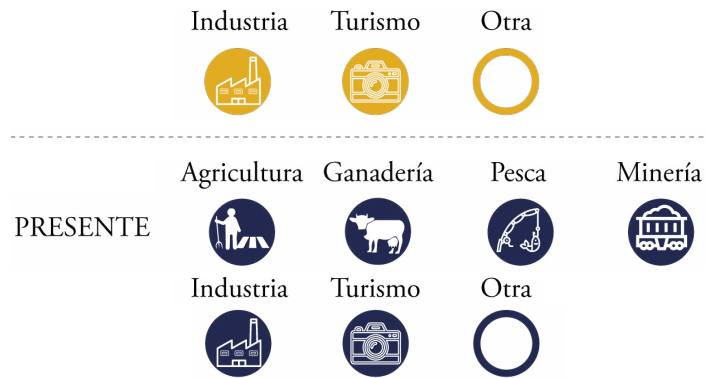 Industria Turismo Otra
Agricultura Ganadería Pesca Minería
PRESENTE
Industria Turismo Otra